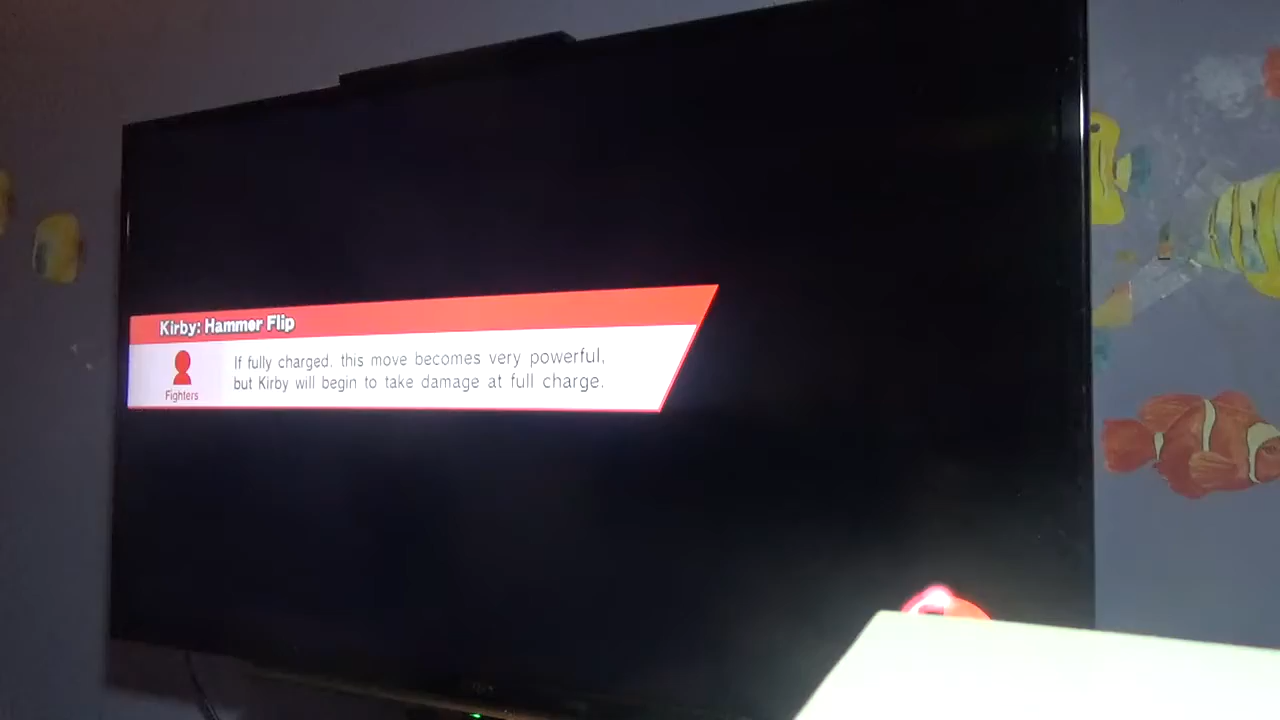 Kirby: Hammer Flip
If fully charged, this move becomes very powerful,
but Kirby will begin to take damage at full charge.
Fighters